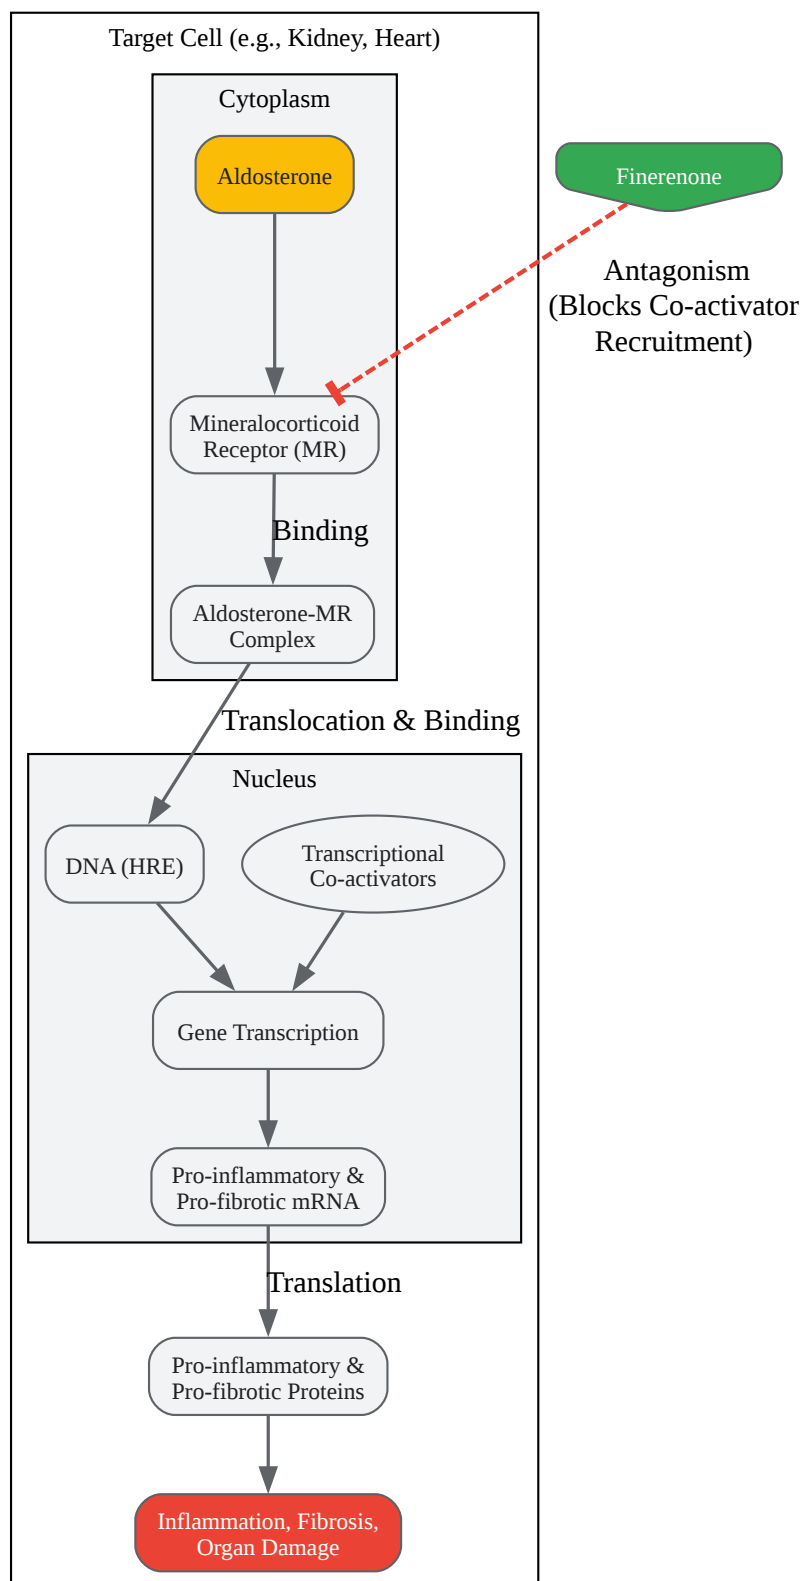 Target Cell (e.g., Kidney, Heart)
Cytoplasm
Aldosterone
Finerenone
Antagonism
(Blocks Co-activator
Recruitment)
Mineralocorticoid
Receptor (MR)
Binding
Aldosterone-MR
Complex
Translocation & Binding
Nucleus
DNA (HRE)
Transcriptional
Co-activators
Gene Transcription
Pro-inflammatory &
Pro-fibrotic mRNA
Translation
Pro-inflammatory &
Pro-fibrotic Proteins
Inflammation, Fibrosis,
Organ Damage